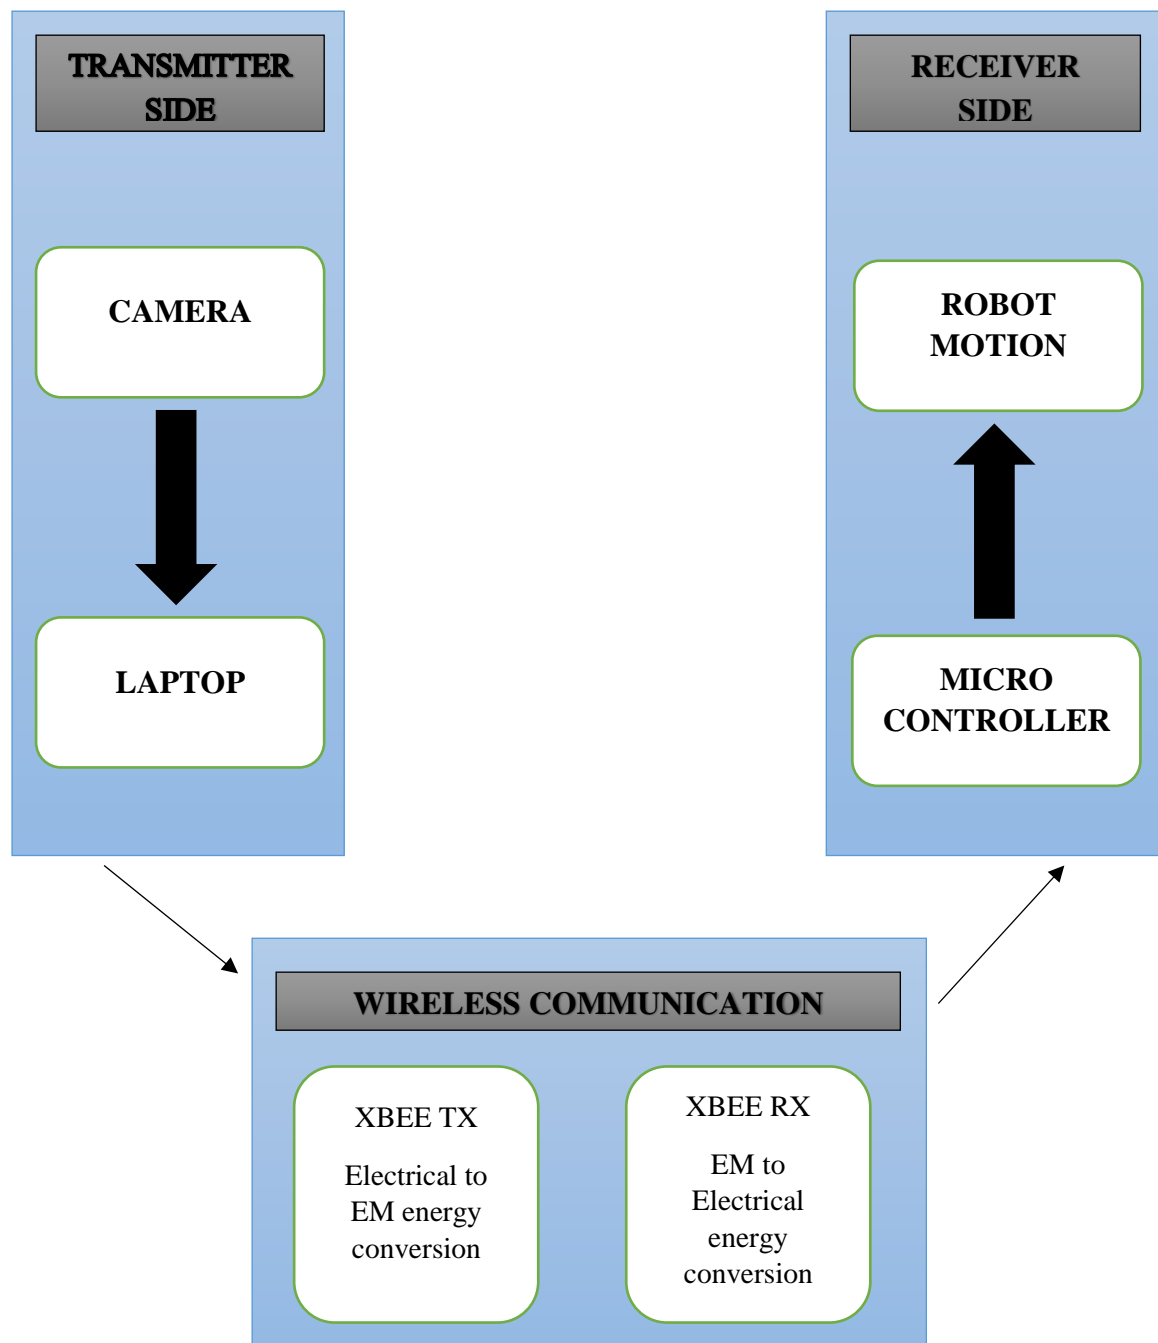 TRANSMITTER
SIDE
CAMERA
LAPTOP
RECEIVER
SIDE
ROBOT
MOTION
MICRO
CONTROLLER
WIRELESS COMMUNICATION
XBEE TX
Electrical to
EM energy
conversion
XBEE RX
EM to
Electrical
energy
conversion